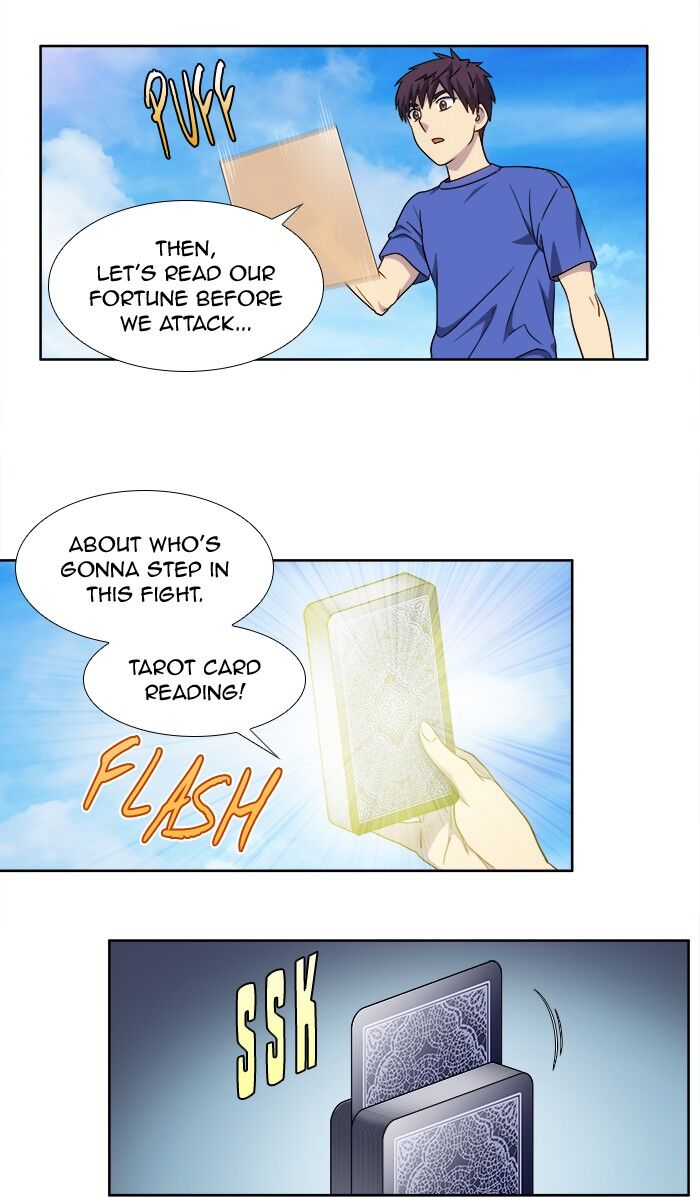 PUFF
THEN,
LET'S READ OUR
FORTUNE BEFORE
WE ATTACK...
ABOUT WHO'S
GONNA STEP IN
THIS FIGHT.
TAROT CARD
READING!
FLASH
SSK